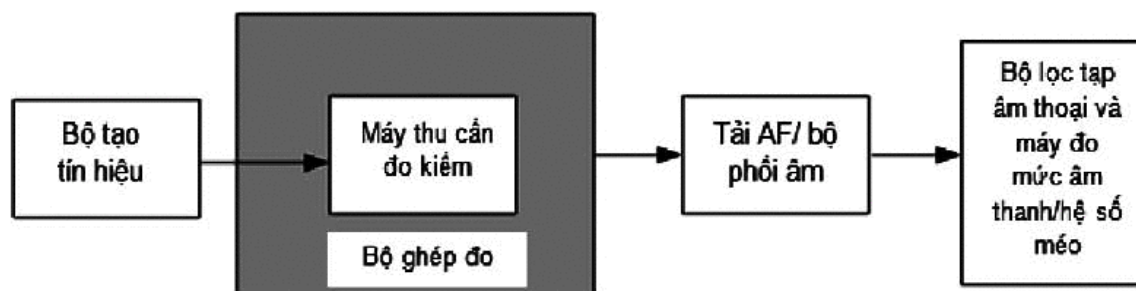 Bộ tạo
tín hiệu
Máy thu cần
đo kiểm
Bộ ghép đo
Tải AF/ bộ
phối âm
Bộ lọc tạp
âm thoại và
máy đo
mức âm
thanh/hệ số
méo